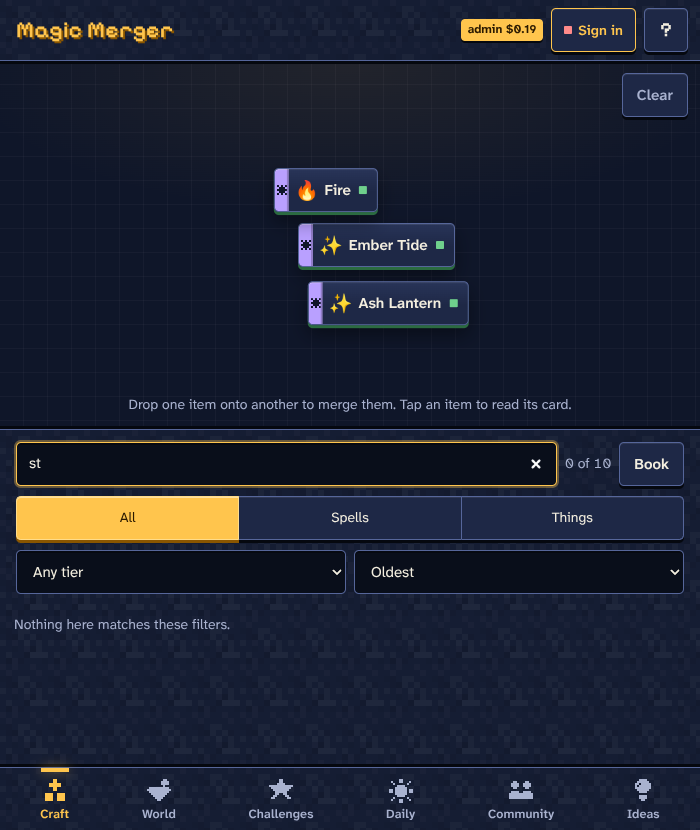 Magic Merger
admin $0.19
Sign in
?
Clear
Fire
Ember Tide
Ash Lantern
Drop one item onto another to merge them. Tap an item to read its card.
st
0 of 10
Book
All
Spells
Things
Any tier
Oldest
Nothing here matches these filters.
Craft
World
Challenges
Daily
Community
Ideas